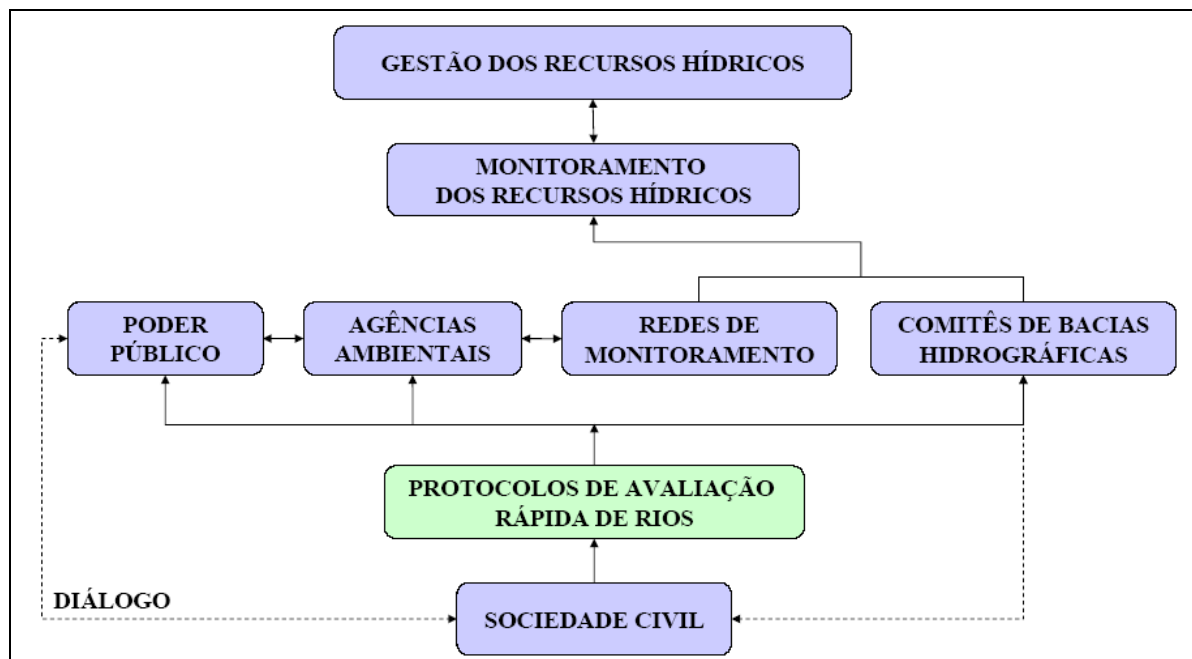 GESTÃO DOS RECURSOS HÍDRICOS
MONITORAMENTO
DOS RECURSOS HÍDRICOS
PODER
PÚBLICO
AGÊNCIAS
AMBIENTAIS
REDES DE
MONITORAMENTO
COMITÊS DE BACIAS
HIDROGRÁFICAS
PROTOCOLOS DE AVALIAÇÃO
RÁPIDA DE RIOS
DIÁLOGO
SOCIEDADE CIVIL